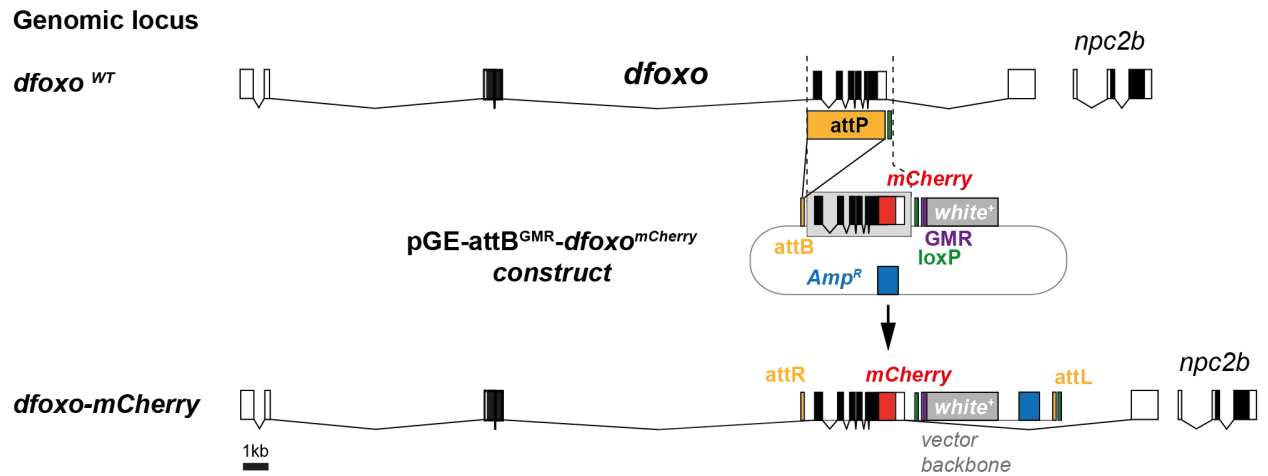 Genomic locus
npc2b
dfoxo WT
dfoxo
attP
mCherry
white+
pGE-attBGMR-dfoxomCherry
construct
attB
GMR
loxP
AmpR
npc2b
attR
mCherry
attL
dfoxo-mCherry
white+
1kb
vector
backbone